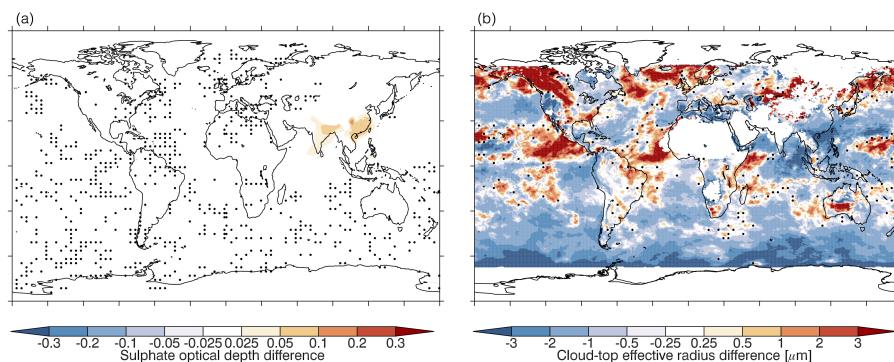 (a)
(b)
-0.3 -0.2 -0.1 -0.05 -0.025 0.025 0.05 0.1 0.2 0.3
Sulphate optical depth difference
-3 -2 -1 -0.5 -0.25 0.25 0.5 1 2 3
Cloud-top effective radius difference [μm]